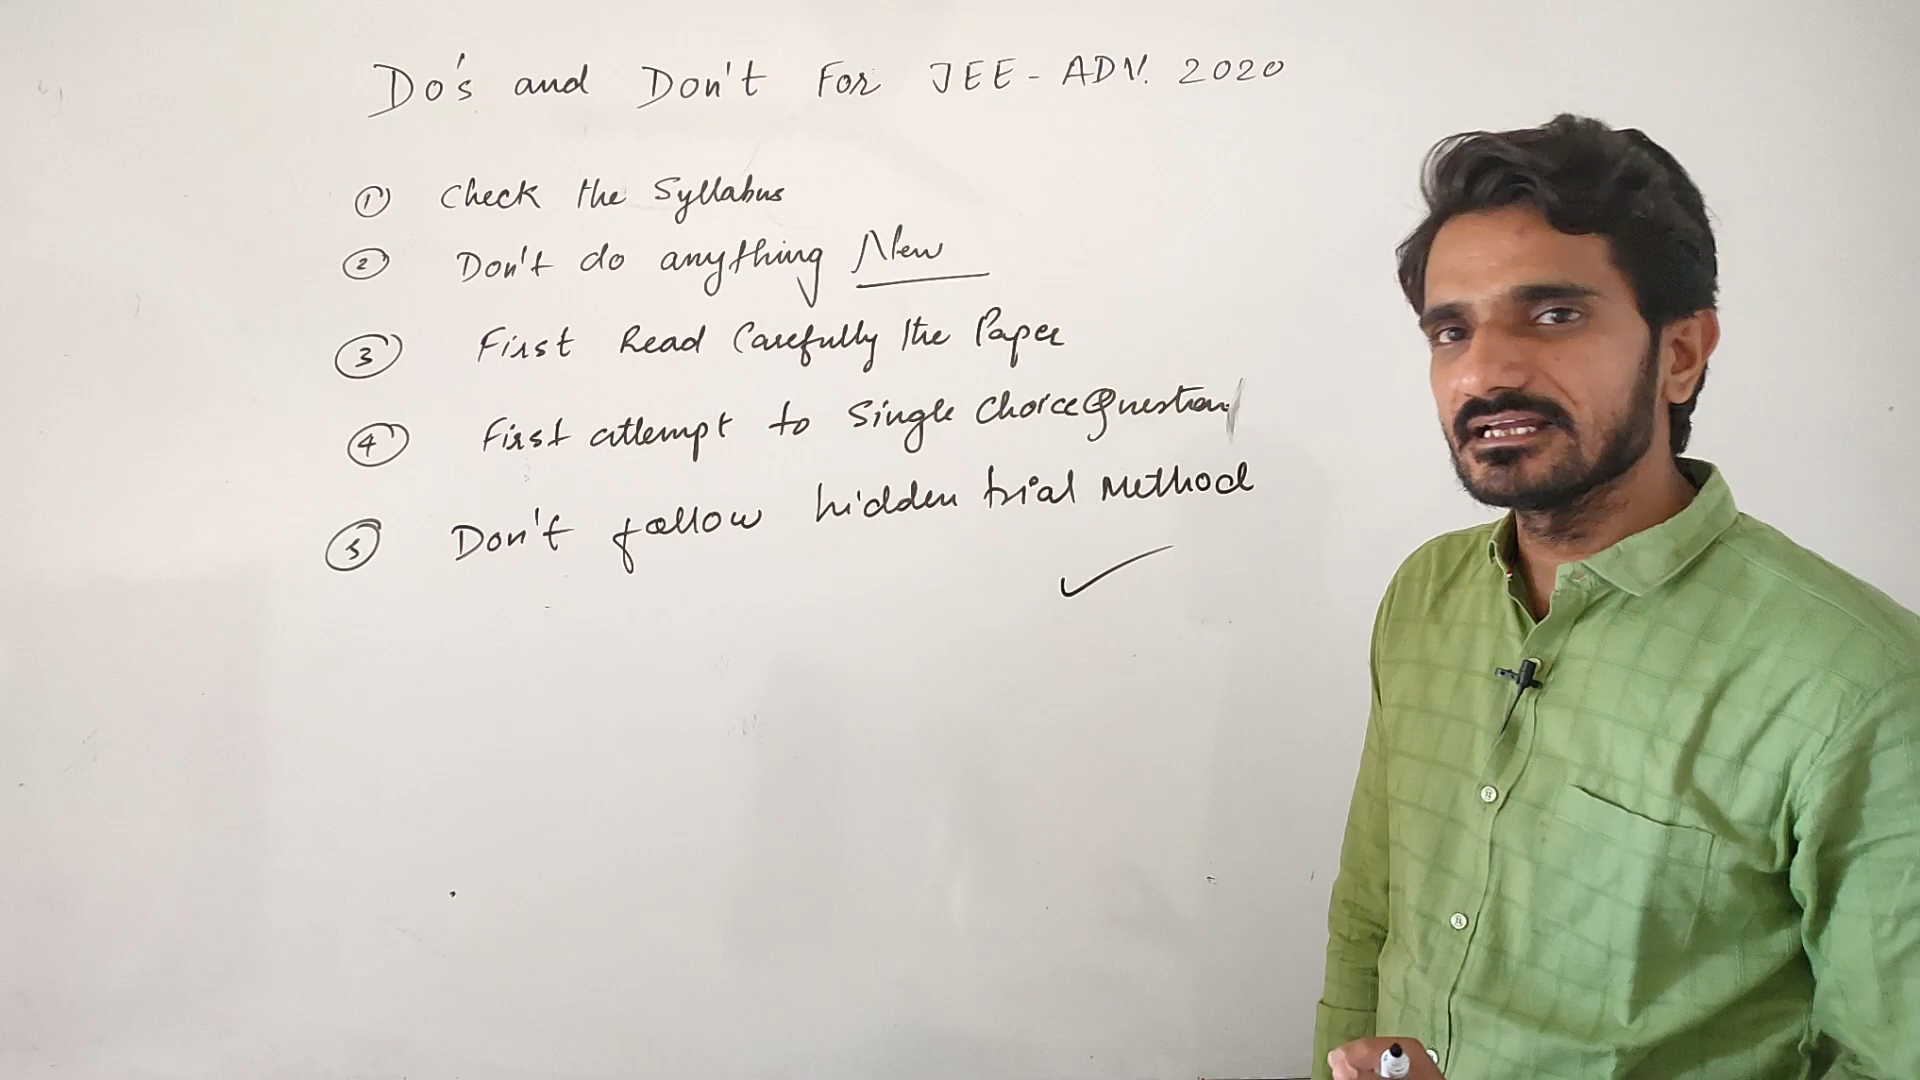 Do's and Don't For JEE-ADV. 2020
① Check the Syllabus
② Don't do anything New
③ First Read Carefully the Paper
④ First attempt to Single Choice Question
⑤ Don't follow hidden trial Method